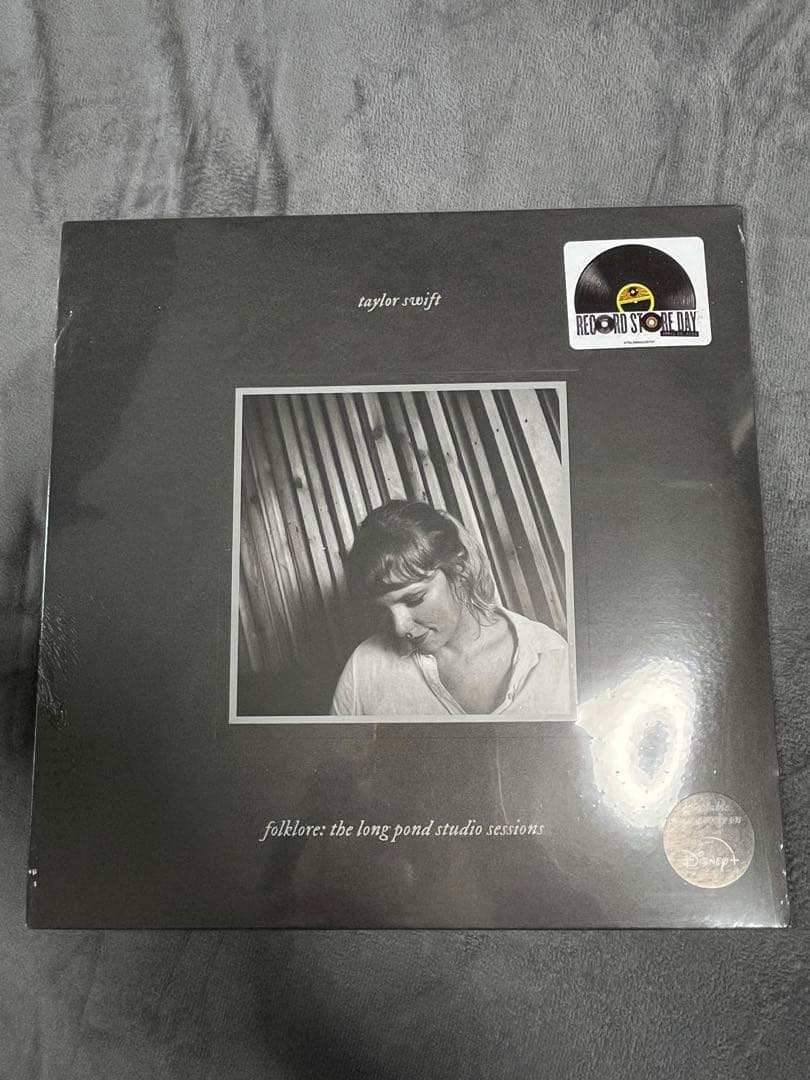 taylor swift
RECORD STORE DAY
folklore: the long pond studio sessions
Disney+